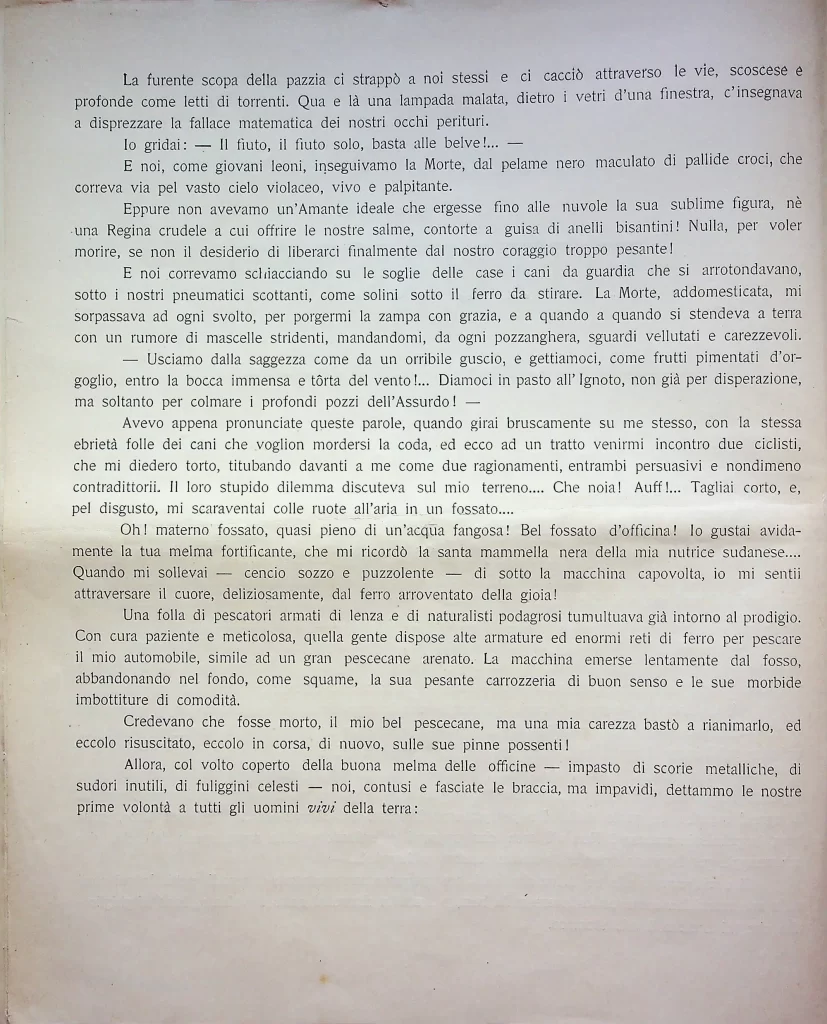 La furente scopa della pazzia ci strappò a noi stessi e ci cacciò attraverso le vie, scoscese e
profonde come letti di torrenti. Qua e là una lampada malata, dietro i vetri d'una finestra, c'insegnava
a disprezzare la fallace matematica dei nostri occhi perituri.
Io gridai: — Il fiuto, il fiuto solo, basta alle belve!... —
E noi, come giovani leoni, inseguivamo la Morte, dal pelame nero maculato di pallide croci, che
correva via pel vasto cielo violaceo, vivo e palpitante.
Eppure non avevamo un'Amante ideale che ergesse fino alle nuvole la sua sublime figura, nè
una Regina crudele a cui offrire le nostre salme, contorte a guisa di anelli bisantini! Nulla, per voler
morire, se non il desiderio di liberarci finalmente dal nostro coraggio troppo pesante!
E noi correvamo schiacciando su le soglie delle case i cani da guardia che si arrotondavano,
sotto i nostri pneumatici scottanti, come solini sotto il ferro da stirare. La Morte, addomesticata, mi
sorpassava ad ogni svolto, per porgermi la zampa con grazia, e a quando a quando si stendeva a terra
con un rumore di mascelle stridenti, mandandomi, da ogni pozzanghera, sguardi vellutati e carezzevoli.
— Usciamo dalla saggezza come da un orribile guscio, e gettiamoci, come frutti pimentati d'or-
goglio, entro la bocca immensa e tôrta del vento!... Diamoci in pasto all'Ignoto, non già per disperazione,
ma soltanto per colmare i profondi pozzi dell'Assurdo! —
Avevo appena pronunciate queste parole, quando girai bruscamente su me stesso, con la stessa
ebrietà folle dei cani che voglion mordersi la coda, ed ecco ad un tratto venirmi incontro due ciclisti,
che mi diedero torto, titubando davanti a me come due ragionamenti, entrambi persuasivi e nondimeno
contradittorii. Il loro stupido dilemma discuteva sul mio terreno.... Che noia! Auff!... Tagliai corto, e,
pel disgusto, mi scaraventai colle ruote all'aria in un fossato....
Oh! materno fossato, quasi pieno di un'acqua fangosa! Bel fossato d'officina! Io gustai avida-
mente la tua melma fortificante, che mi ricordò la santa mammella nera della mia nutrice sudanese....
Quando mi sollevai — cencio sozzo e puzzolente — di sotto la macchina capovolta, io mi sentii
attraversare il cuore, deliziosamente, dal ferro arroventato della gioia!
Una folla di pescatori armati di lenza e di naturalisti podagrosi tumultuava già intorno al prodigio.
Con cura paziente e meticolosa, quella gente dispose alte armature ed enormi reti di ferro per pescare
il mio automobile, simile ad un gran pescecane arenato. La macchina emerse lentamente dal fosso,
abbandonando nel fondo, come squame, la sua pesante carrozzeria di buon senso e le sue morbide
imbottiture di comodità.
Credevano che fosse morto, il mio bel pescecane, ma una mia carezza bastò a rianimarlo, ed
eccolo risuscitato, eccolo in corsa, di nuovo, sulle sue pinne possenti!
Allora, col volto coperto della buona melma delle officine — impasto di scorie metalliche, di
sudori inutili, di fuliggini celesti — noi, contusi e fasciate le braccia, ma impavidi, dettammo le nostre
prime volontà a tutti gli uomini vivi della terra: